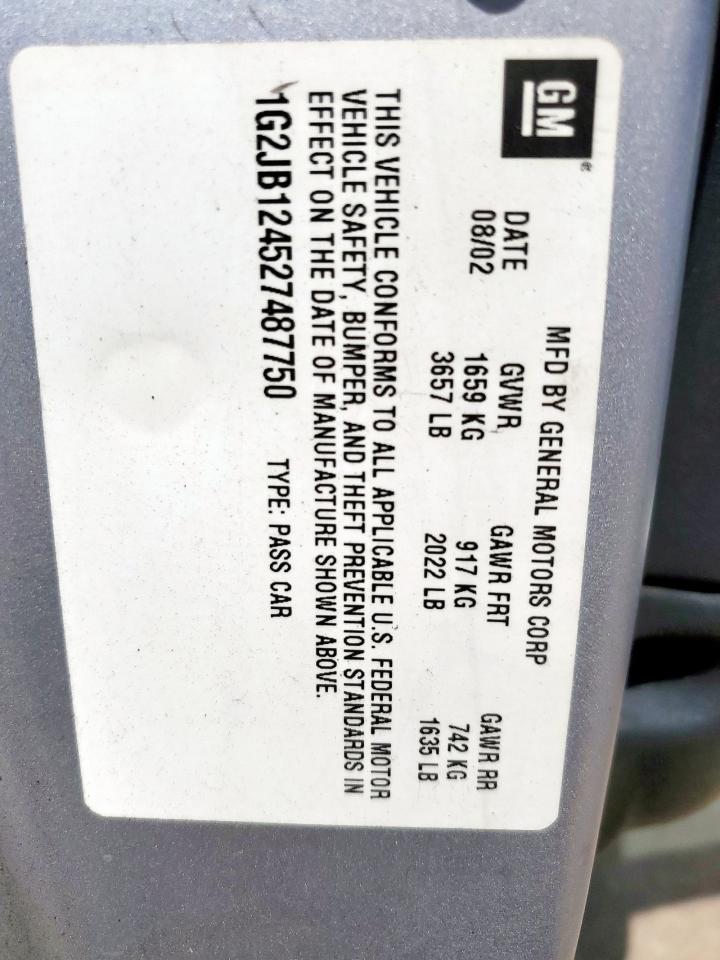 GM®
MFD BY GENERAL MOTORS CORP
DATE GVWR GAWR FRT GAWR RR
08/02 1659 KG 917 KG 742 KG
3657 LB 2022 LB 1635 LB
THIS VEHICLE CONFORMS TO ALL APPLICABLE U.S. FEDERAL MOTOR
VEHICLE SAFETY, BUMPER, AND THEFT PREVENTION STANDARDS IN
EFFECT ON THE DATE OF MANUFACTURE SHOWN ABOVE.
1G2JB124527487750 TYPE: PASS CAR